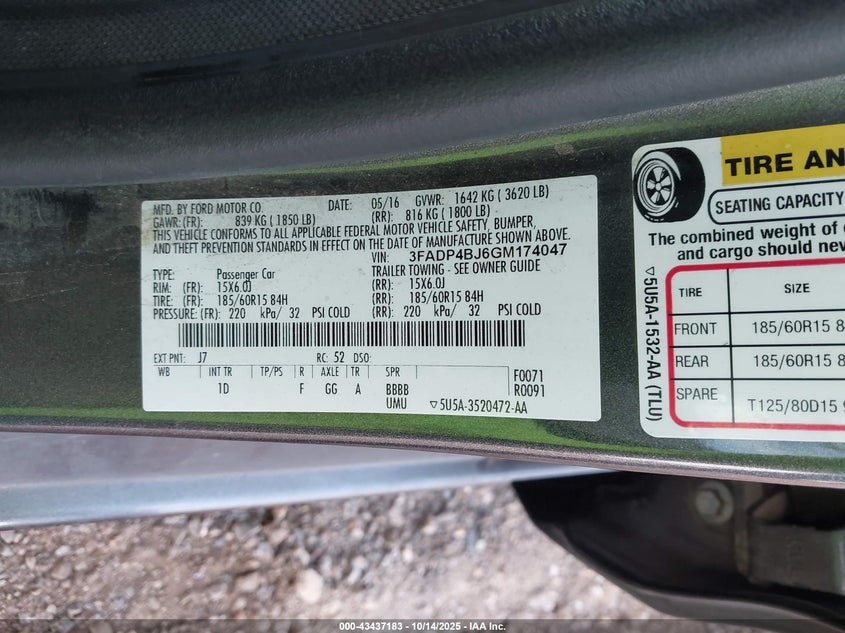 MFD. BY FORD MOTOR CO. DATE: 05/16 GVWR: 1642 KG ( 3620 LB)
GAWR: (FR): 839 KG ( 1850 LB) (RR): 816 KG ( 1800 LB)
THIS VEHICLE CONFORMS TO ALL APPLICABLE FEDERAL MOTOR VEHICLE SAFETY, BUMPER,
AND THEFT PREVENTION STANDARDS IN EFFECT ON THE DATE OF MANUFACTURE SHOWN ABOVE.
VIN: 3FADP4BJ6GM174047
TYPE: Passenger Car TRAILER TOWING - SEE OWNER GUIDE
RIM: (FR) 15X6.0J (RR): 15X6.0J
TIRE: (FR) 185/60R15 84H (RR): 185/60R15 84H
PRESSURE: (FR): 220 kPa/ 32 PSI COLD (RR): 220 kPa/ 32 PSI COLD
EXT PNT: J7 RC: 52 DSO:
WB INT TR TP/PS R AXLE TR SPR F0071
1D F GG A BBBB R0091
UMU ▽5U5A-3520472-AA
▽5U5A-1532-AA (TLU)
TIRE AN
SEATING CAPACITY
The combined weight of
and cargo should nev
TIRE SIZE
FRONT 185/60R15 8
REAR 185/60R15 8
SPARE T125/80D15 9
000-43437183 - 10/14/2025 - IAA Inc.